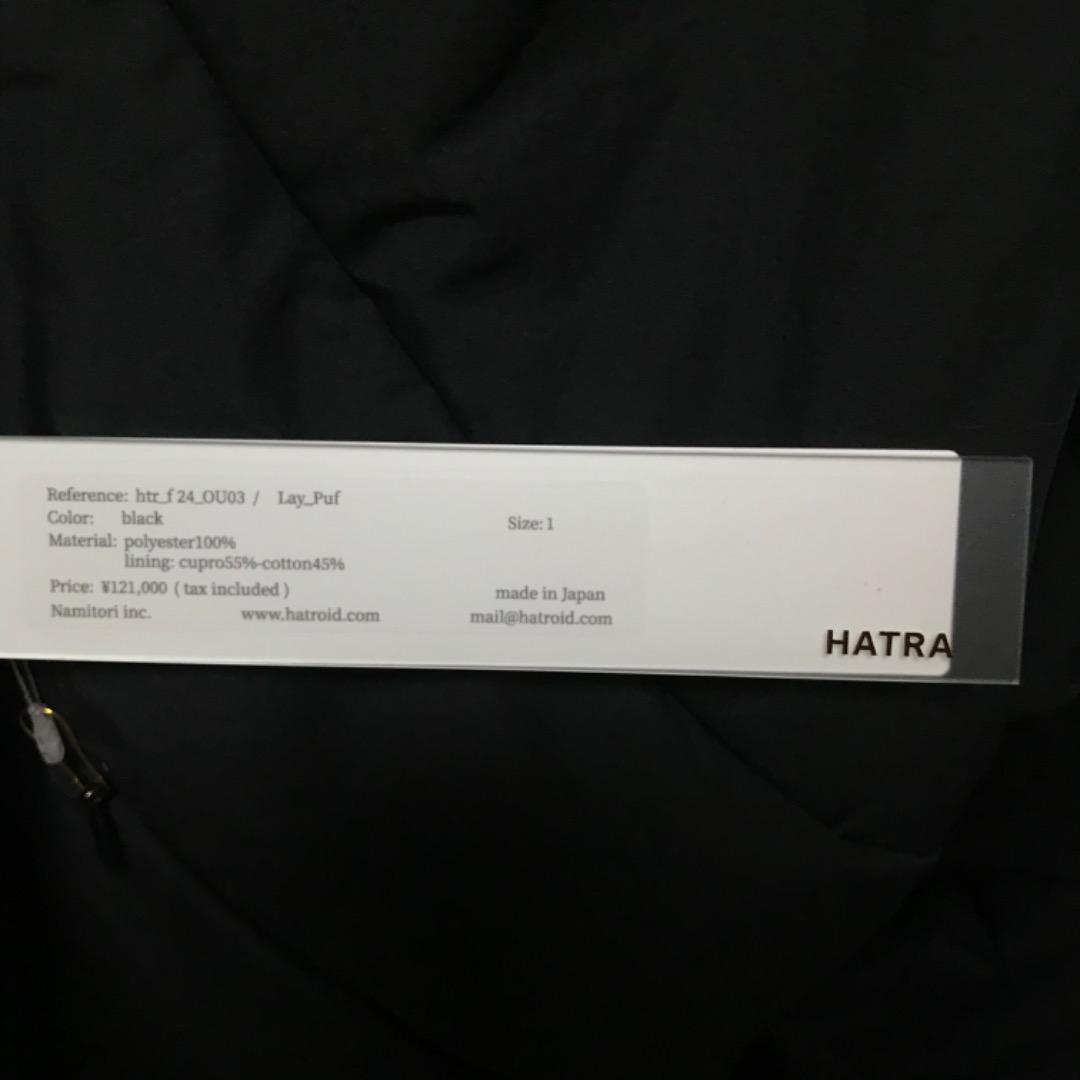 Reference: htr_f 24_OU03 / Lay_Puf
Color: black
Size: 1
Material: polyester100%
lining: cupro55%-cotton45%
Price: ¥121,000 ( tax included )
made in Japan
Namitori inc. www.hatroid.com mail@hatroid.com
HATRA